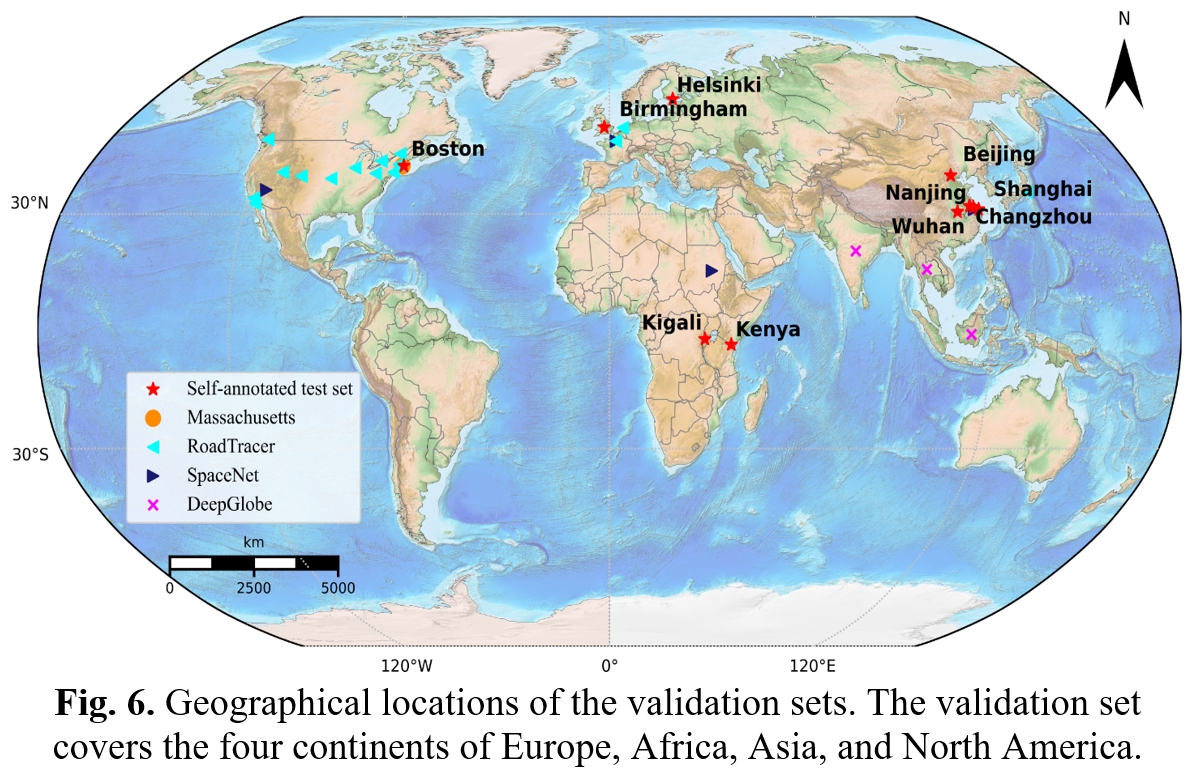 N
Helsinki
Birmingham
Boston
Beijing
Nanjing
Shanghai
Changzhou
Wuhan
30°N
Kigali
Kenya
Self-annotated test set
Massachusetts
RoadTracer
SpaceNet
DeepGlobe
30°S
km
0 2500 5000
120°W 0° 120°E
Fig. 6. Geographical locations of the validation sets. The validation set
covers the four continents of Europe, Africa, Asia, and North America.